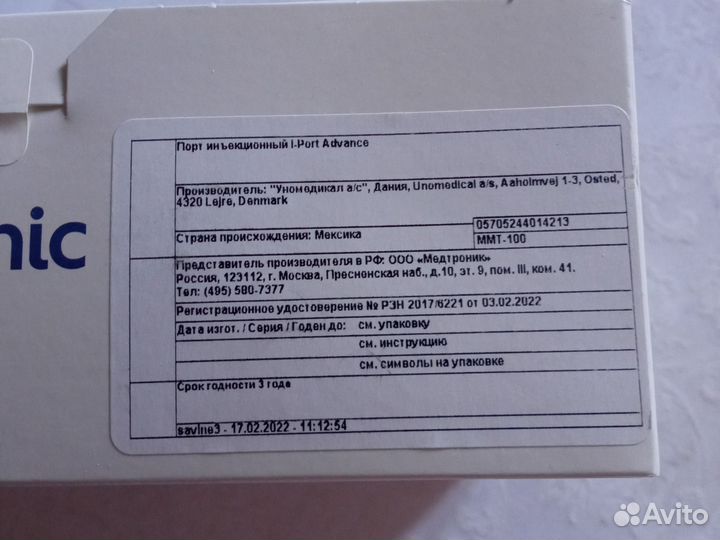 Порт инъекционный I-Port Advance
Производитель: "Уномедикал а/с", Дания, Unomedical a/s, Aaholmvej 1-3, Osted,
4320 Lejre, Denmark
05705244014213
Страна происхождения: Мексика
MMT-100
nic
Представитель производителя в РФ: ООО «Медтроник»
Россия, 123112, г. Москва, Пресненская наб., д.10, эт. 9, пом. III, ком. 41.
Тел: (495) 580-7377
Регистрационное удостоверение № РЗН 2017/6221 от 03.02.2022
Дата изгот. / Серия / Годен до: см. упаковку
см. инструкцию
см. символы на упаковке
Срок годности 3 года
savine3 - 17.02.2022 - 11:12:54
Avito